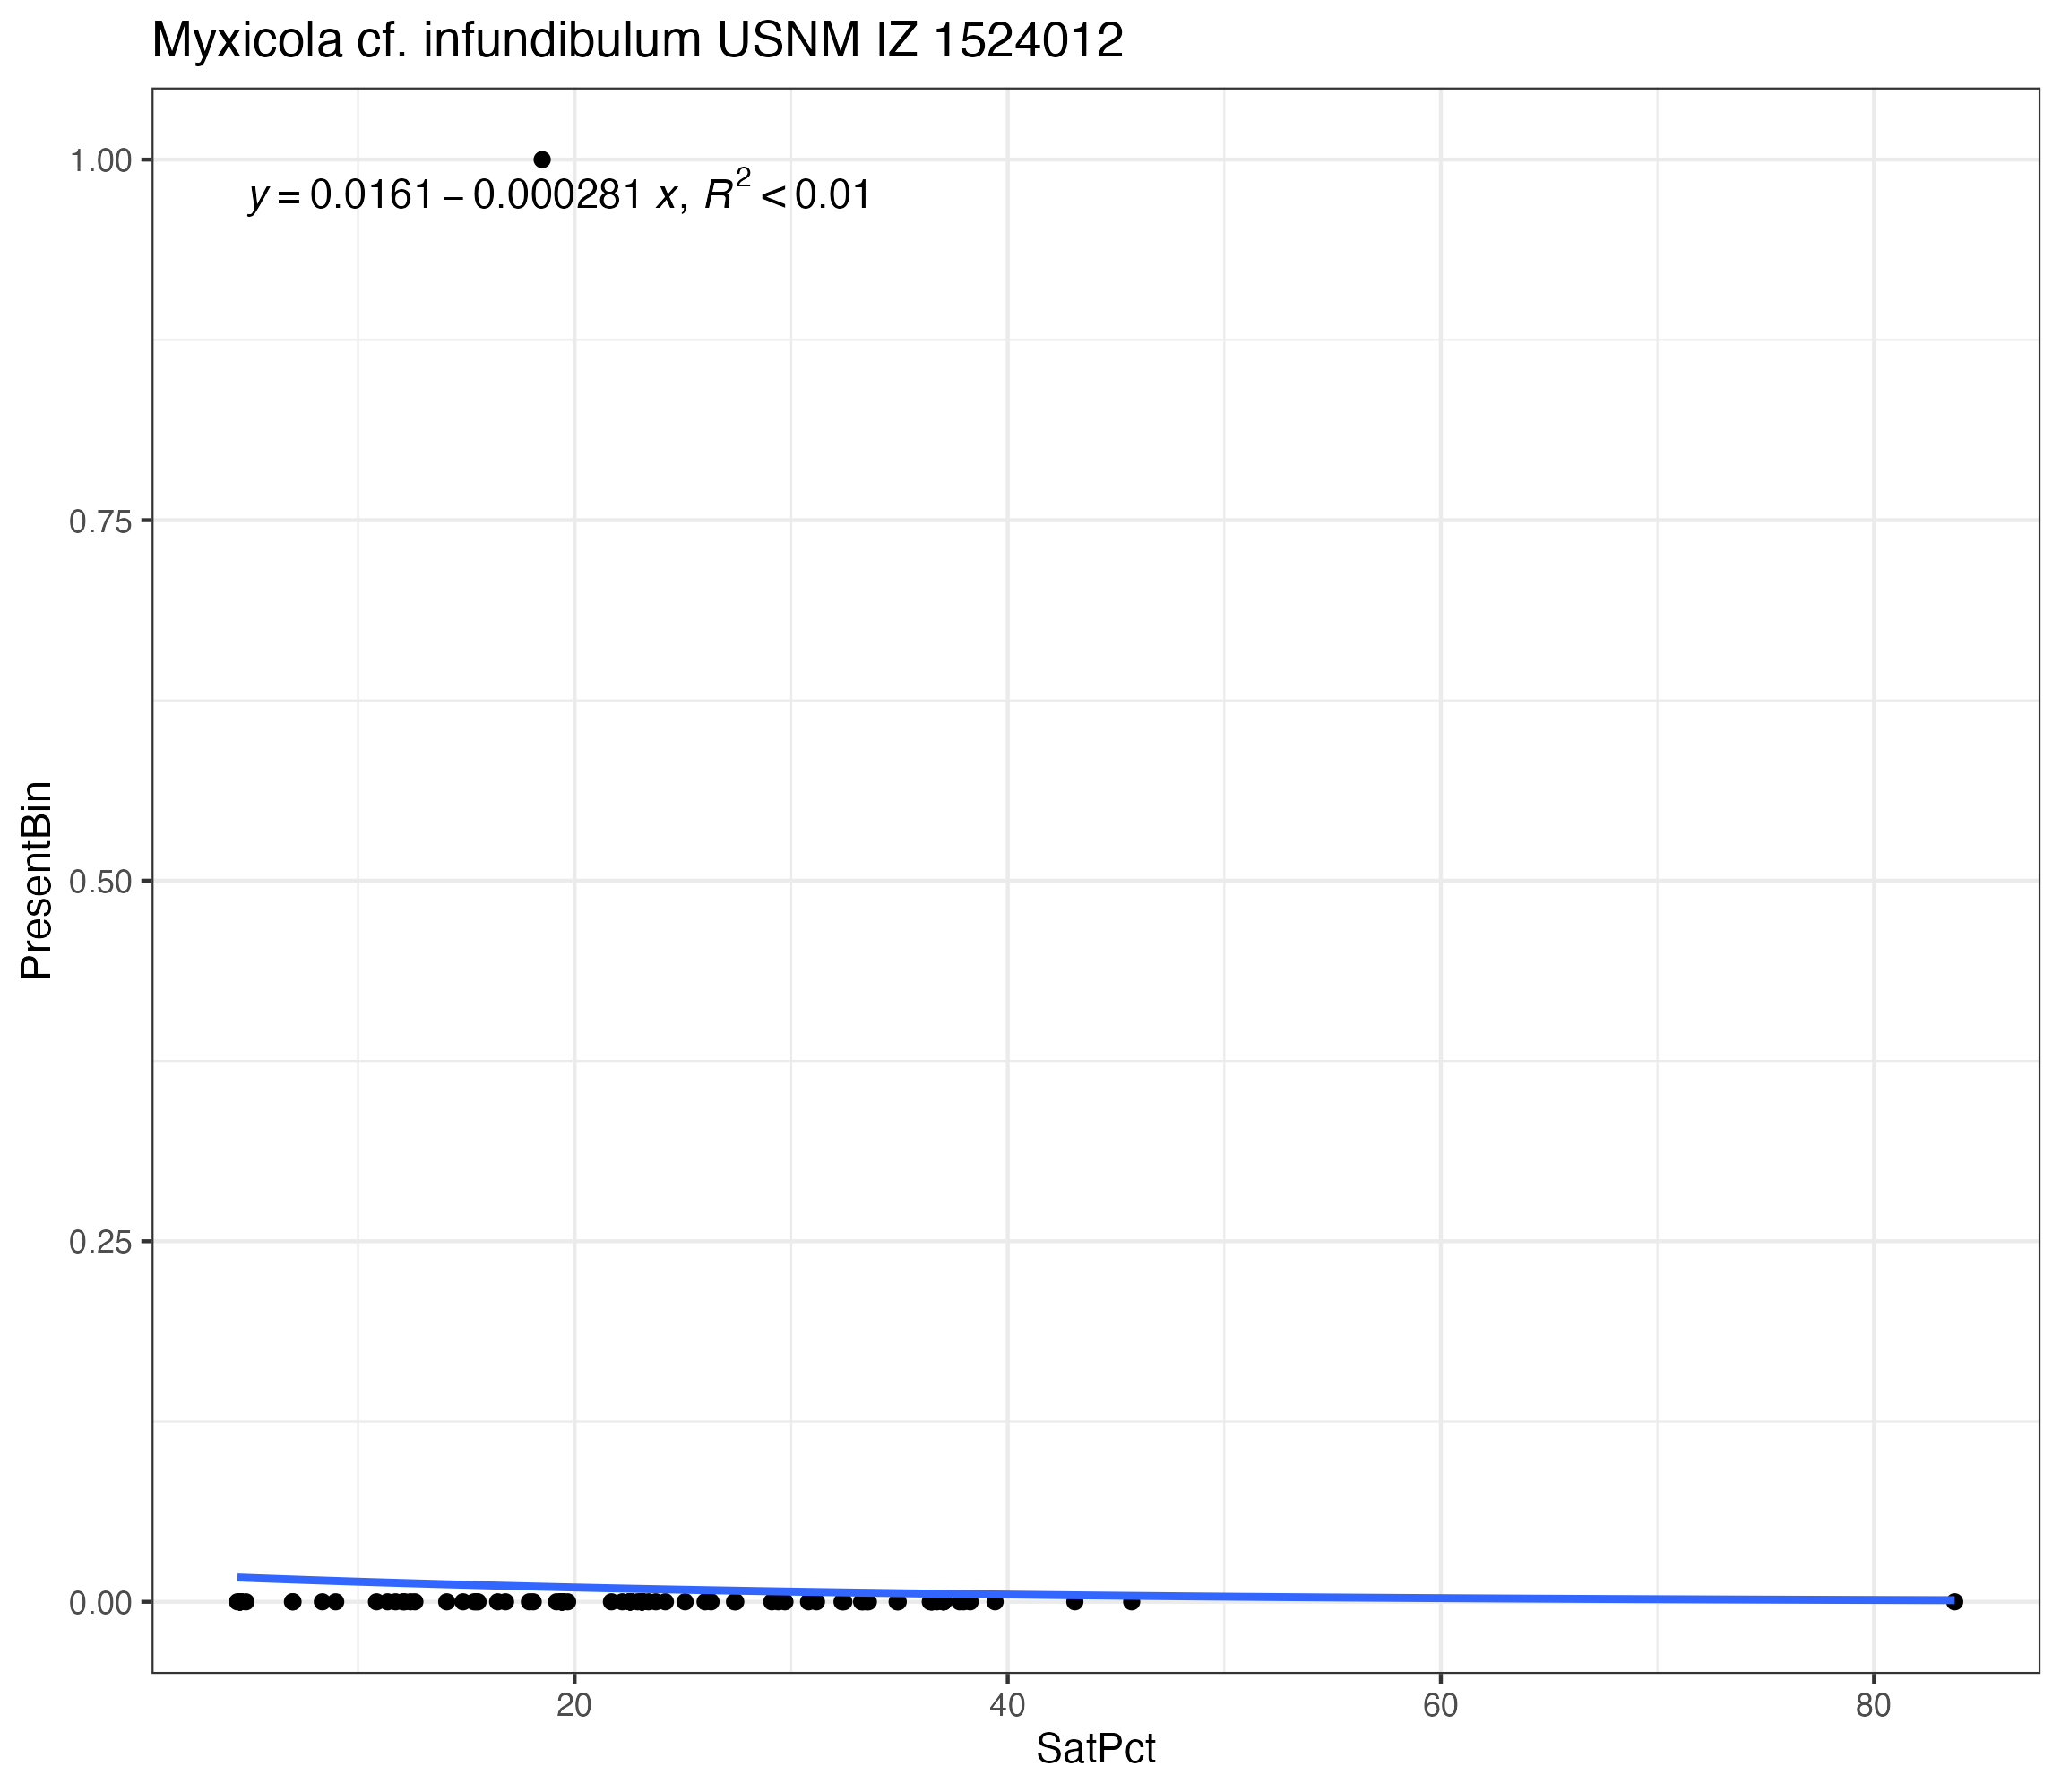 Myxicola cf. infundibulum USNM IZ 1524012
1.00
y = 0.0161 − 0.000281 x, R² < 0.01
0.75
0.50
0.25
0.00
PresentBin
20 40 60 80
SatPct